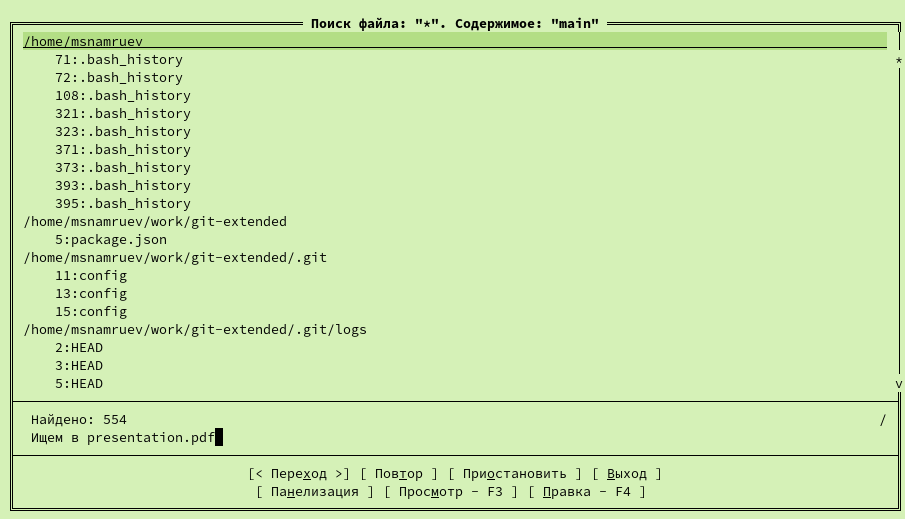 Поиск файла: "*". Содержимое: "main"
/home/msnamruev
71:.bash_history
72:.bash_history
108:.bash_history
321:.bash_history
323:.bash_history
371:.bash_history
373:.bash_history
393:.bash_history
395:.bash_history
/home/msnamruev/work/git-extended
5:package.json
/home/msnamruev/work/git-extended/.git
11:config
13:config
15:config
/home/msnamruev/work/git-extended/.git/logs
2:HEAD
3:HEAD
5:HEAD
Найдено: 554 /
Ищем в presentation.pdf
[< Переход >] [ Повтор ] [ Приостановить ] [ Выход ]
[ Панелизация ] [ Просмотр - F3 ] [ Правка - F4 ]